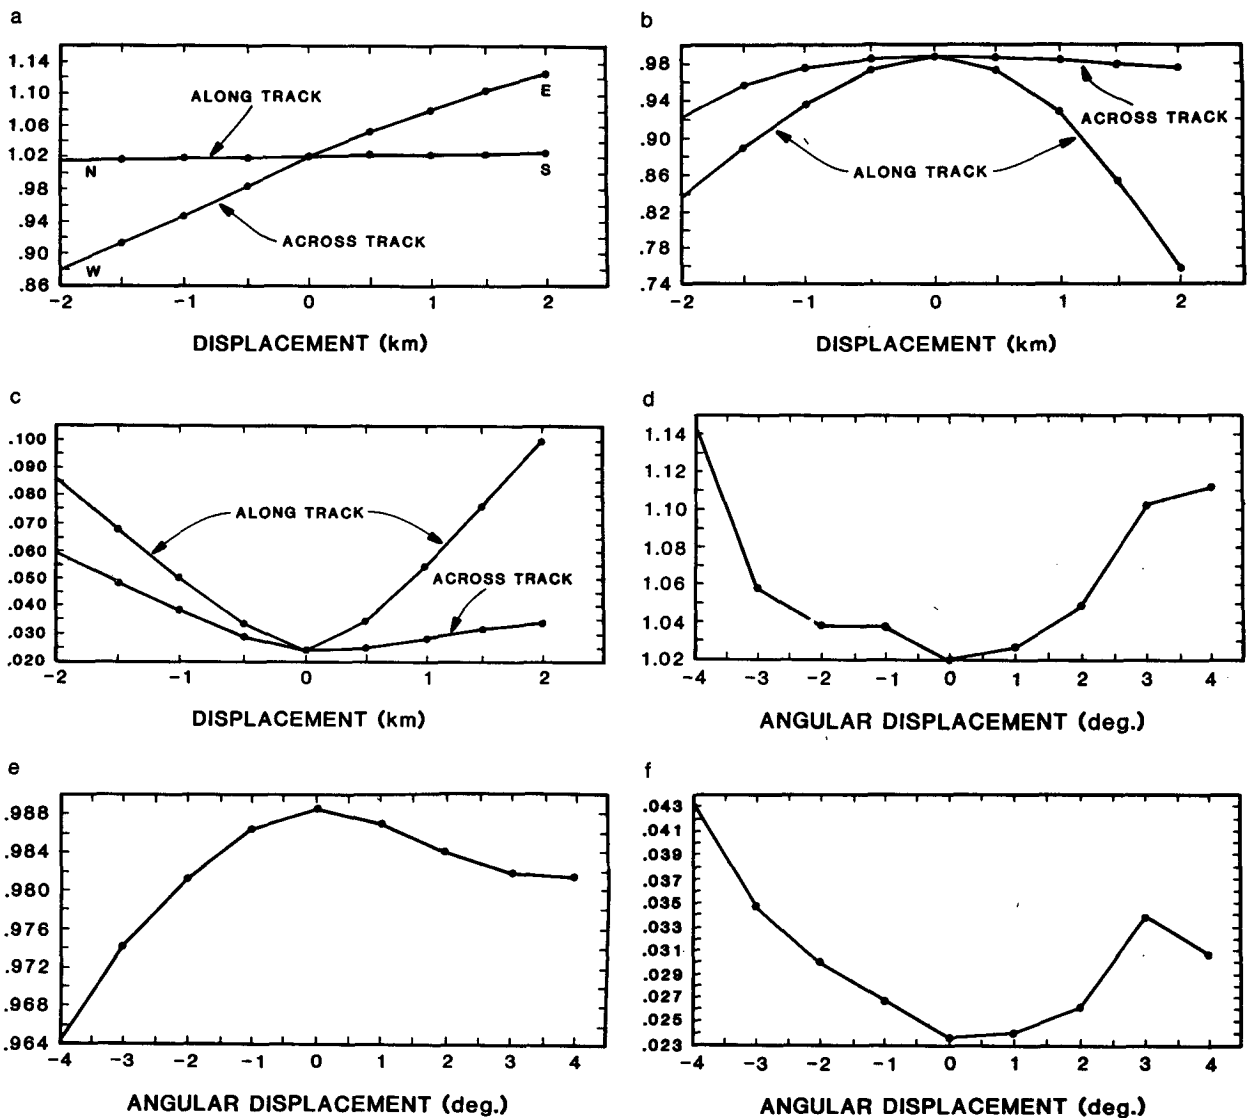 a
1.14
1.10
1.06
1.02
.98
.94
.90
.86
ALONG TRACK
E
N
S
ACROSS TRACK
W
-2 -1 0 1 2
DISPLACEMENT (km)
b
.98
.94
.90
.86
.82
.78
.74
ACROSS TRACK
ALONG TRACK
-2 -1 0 1 2
DISPLACEMENT (km)
c
.100
.090
.080
.070
.060
.050
.040
.030
.020
ALONG TRACK
ACROSS TRACK
-2 -1 0 1 2
DISPLACEMENT (km)
d
1.14
1.12
1.10
1.08
1.06
1.04
1.02
-4 -3 -2 -1 0 1 2 3 4
ANGULAR DISPLACEMENT (deg.)
e
.988
.984
.980
.976
.972
.968
.964
-4 -3 -2 -1 0 1 2 3 4
ANGULAR DISPLACEMENT (deg.)
f
.043
.041
.039
.037
.035
.033
.031
.029
.027
.025
.023
-4 -3 -2 -1 0 1 2 3 4
ANGULAR DISPLACEMENT (deg.)